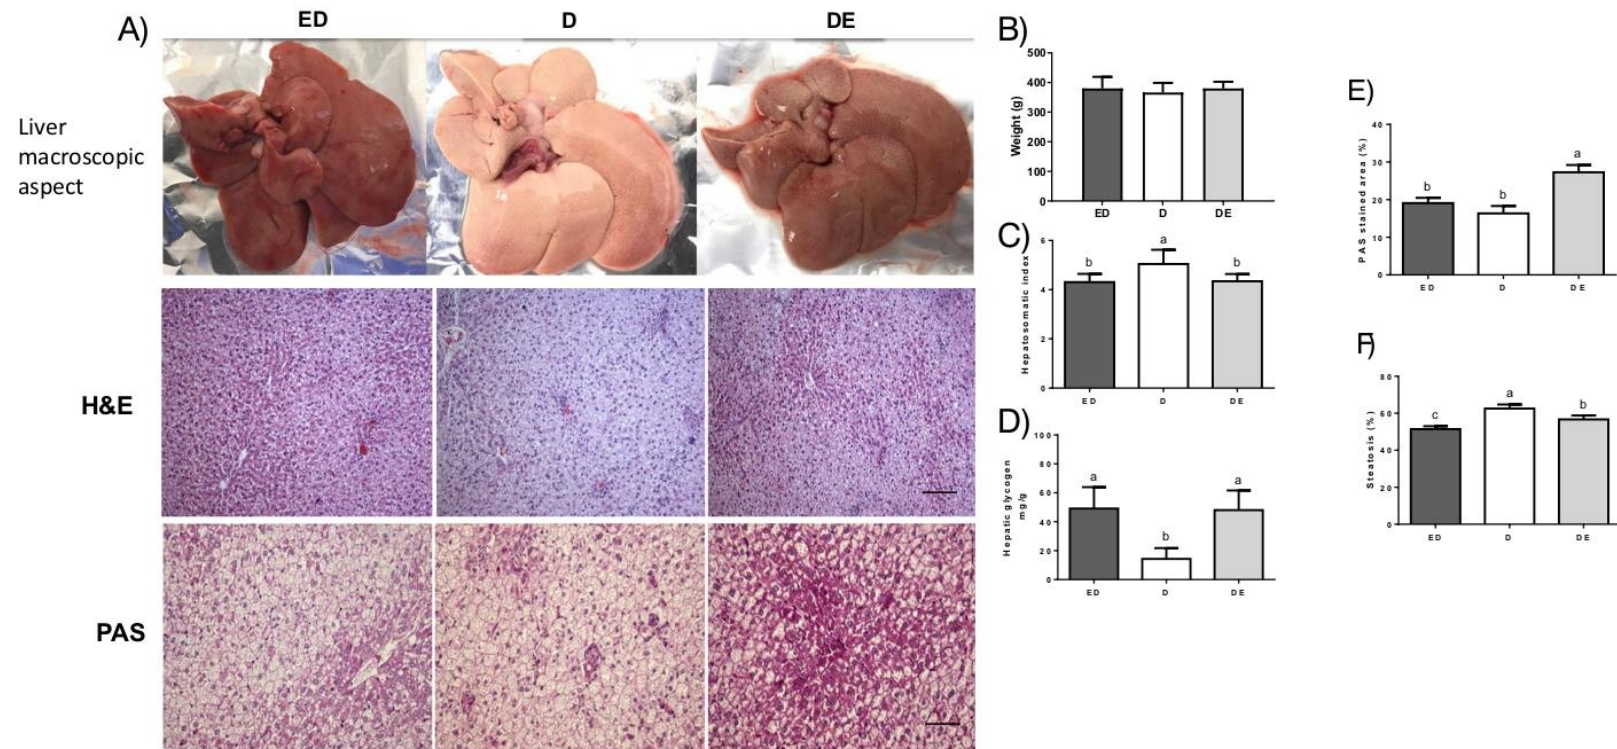 A)
ED
D
DE
Liver
macroscopic
aspect
H&E
PAS
B)
Weight (g)
500
400
300
200
100
0
ED
D
DE
C)
Hepatosomatic index
6
4
2
0
b
a
b
ED
D
DE
D)
Hepatic glycogen
mg/g
100
80
60
40
20
0
a
b
a
ED
D
DE
E)
PAS stained area (%)
40
30
20
10
0
b
b
a
ED
D
DE
F)
Steatosis (%)
80
60
40
20
0
c
a
b
ED
D
DE